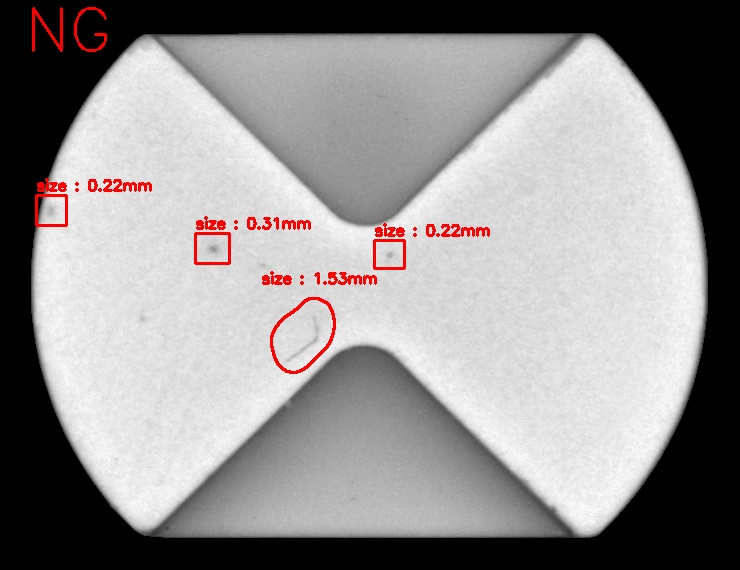 NG
size : 0.22mm
size : 0.31mm
size : 0.22mm
size : 1.53mm